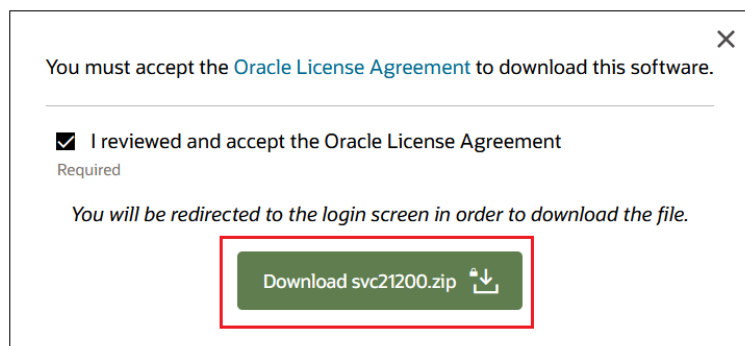 You must accept the Oracle License Agreement to download this software.
I reviewed and accept the Oracle License Agreement
Required
You will be redirected to the login screen in order to download the file.
Download svc21200.zip